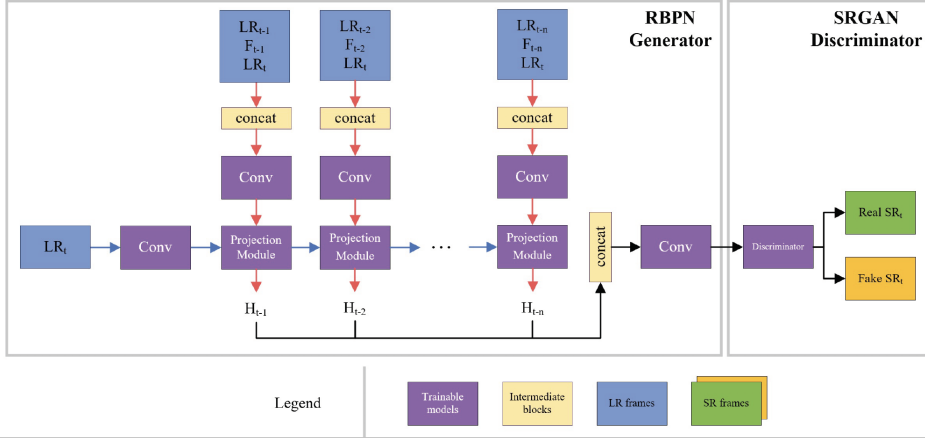 RBPN
Generator
SRGAN
Discriminator
LRt-1
Ft-1
LRt
LRt-2
Ft-2
LRt
LRt-n
Ft-n
LRt
concat
concat
concat
Conv
Conv
Conv
LRt
Conv
Projection
Module
Projection
Module
...
Projection
Module
concat
Conv
Discriminator
Real SRt
Fake SRt
Ht-1
Ht-2
Ht-n
Legend
Trainable
models
Intermediate
blocks
LR frames
SR frames